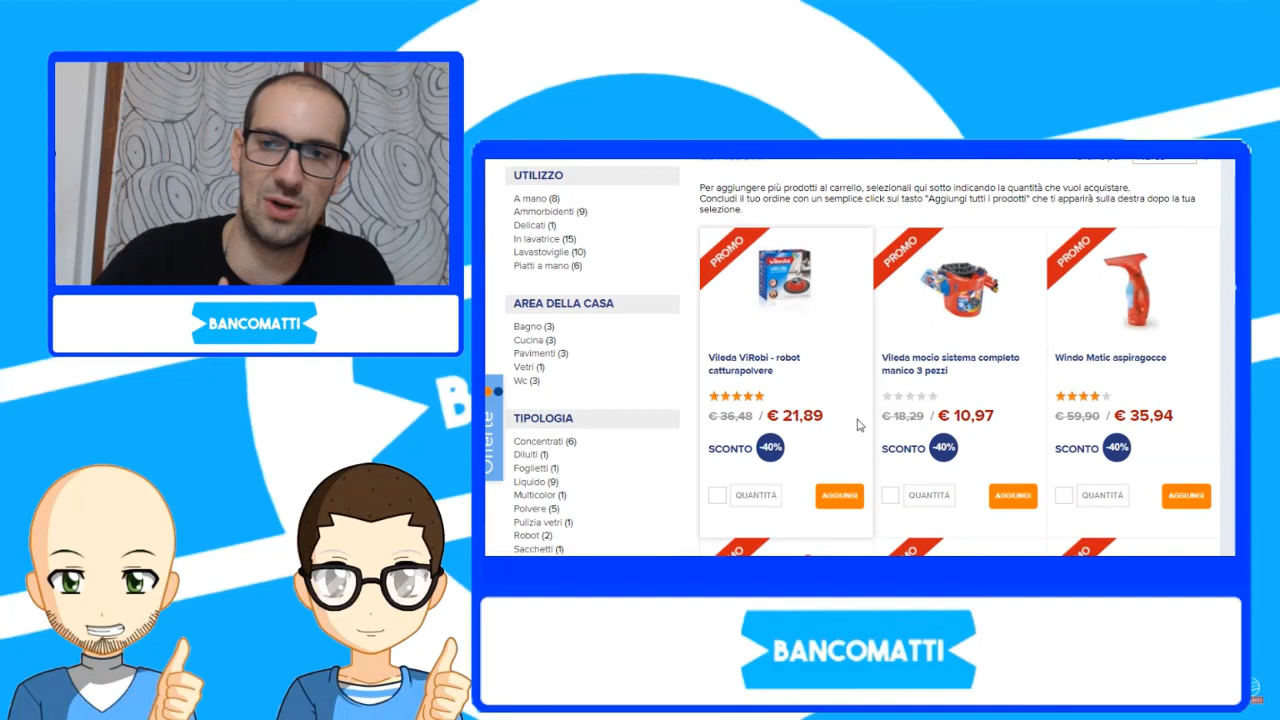 BANCOMATTI
UTILIZZO
A mano (8)
Ammorbidenti (9)
Delicati (1)
In lavatrice (15)
Lavastoviglie (10)
Piatti a mano (6)
AREA DELLA CASA
Bagno (3)
Cucina (3)
Pavimenti (3)
Vetri (1)
Wc (3)
TIPOLOGIA
Concentrati (6)
Diluiti (1)
Foglietti (1)
Liquido (9)
Multicolor (1)
Polvere (5)
Pulizia vetri (1)
Robot (2)
Sacchetti (1)
Offerte
Per aggiungere più prodotti al carrello, selezionali qui sotto indicando la quantità che vuoi acquistare.
Concludi il tuo ordine con un semplice click sul tasto "Aggiungi tutti i prodotti" che ti apparirà sulla destra dopo la tua
selezione.
PROMO
Vileda ViRobi - robot
catturapolvere
€ 36,48 / € 21,89
SCONTO -40%
QUANTITÀ AGGIUNGI
PROMO
Vileda mocio sistema completo
manico 3 pezzi
€ 18,29 / € 10,97
SCONTO -40%
QUANTITÀ AGGIUNGI
PROMO
Windo Matic aspiragocce
€ 59,90 / € 35,94
SCONTO -40%
QUANTITÀ AGGIUNGI
BANCOMATTI